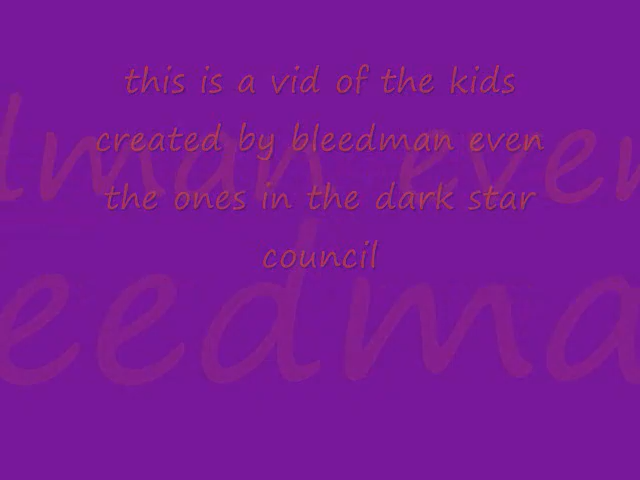 this is a vid of the kids
created by bleedman even
the ones in the dark star
council